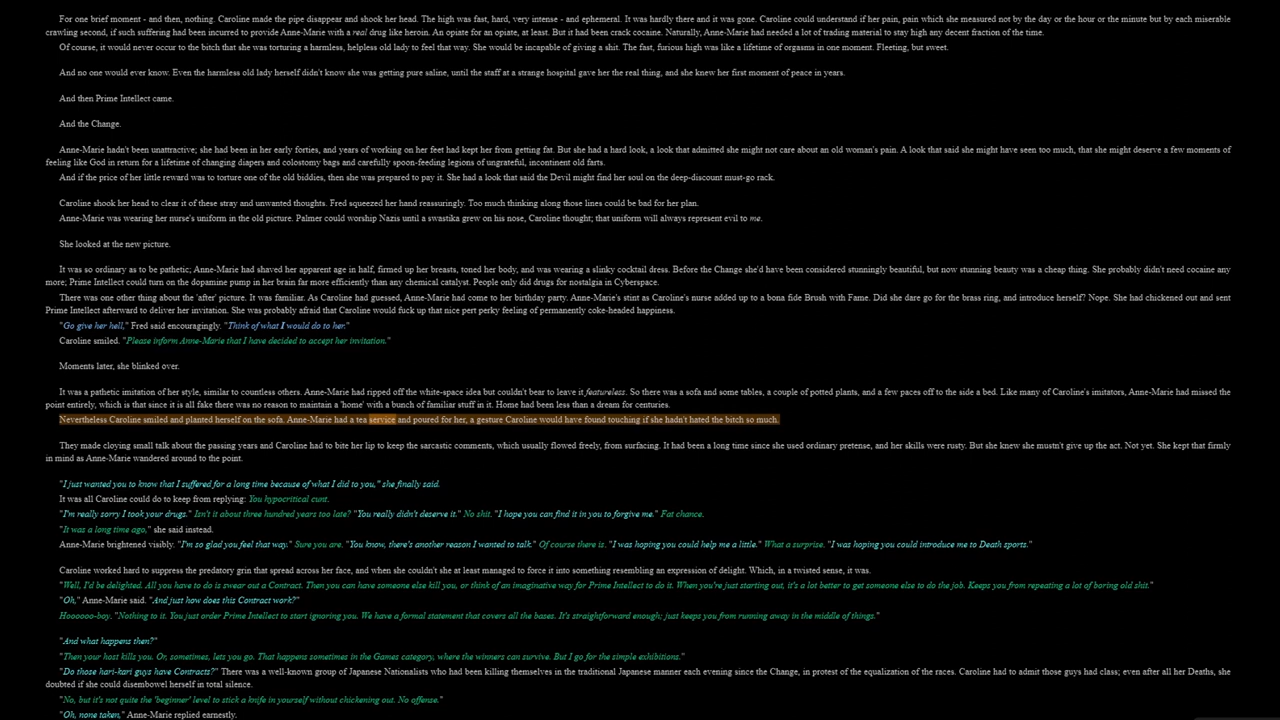 For one brief moment - and then, nothing. Caroline made the pipe disappear and shook her head. The high was fast, hard, very intense - and ephemeral. It was hardly there and it was gone. Caroline could understand if her pain, pain which she measured not by the day or the hour or the minute but by each miserable
crawling second, if such suffering had been incurred to provide Anne-Marie with a real drug like heroin. An opiate for an opiate, at least. But it had been crack cocaine. Naturally, Anne-Marie had needed a lot of trading material to stay high any decent fraction of the time.
Of course, it would never occur to the bitch that she was torturing a harmless, helpless old lady to feel that way. She would be incapable of giving a shit. The fast, furious high was like a lifetime of orgasms in one moment. Fleeting, but sweet.
And no one would ever know. Even the harmless old lady herself didn't know she was getting pure saline, until the staff at a strange hospital gave her the real thing, and she knew her first moment of peace in years.
And then Prime Intellect came.
And the Change.
Anne-Marie hadn't been unattractive; she had been in her early forties, and years of working on her feet had kept her from getting fat. But she had a hard look, a look that admitted she might not care about an old woman's pain. A look that said she might have seen too much, that she might deserve a few moments of
feeling like God in return for a lifetime of changing diapers and colostomy bags and carefully spoon-feeding legions of ungrateful, incontinent old farts.
And if the price of her little reward was to torture one of the old biddies, then she was prepared to pay it. She had a look that said the Devil might find her soul on the deep-discount must-go rack.
Caroline shook her head to clear it of these stray and unwanted thoughts. Fred squeezed her hand reassuringly. Too much thinking along those lines could be bad for her plan.
Anne-Marie was wearing her nurse's uniform in the old picture. Palmer could worship Nazis until a swastika grew on his nose, Caroline thought; that uniform will always represent evil to me.
She looked at the new picture.
It was so ordinary as to be pathetic; Anne-Marie had shaved her apparent age in half, firmed up her breasts, toned her body, and was wearing a slinky cocktail dress. Before the Change she'd have been considered stunningly beautiful, but now stunning beauty was a cheap thing. She probably didn't need cocaine any
more; Prime Intellect could turn on the dopamine pump in her brain far more efficiently than any chemical catalyst. People only did drugs for nostalgia in Cyberspace.
There was one other thing about the 'after' picture. It was familiar. As Caroline had guessed, Anne-Marie had come to her birthday party. Anne-Marie's stint as Caroline's nurse added up to a bona fide Brush with Fame. Did she dare go for the brass ring, and introduce herself? Nope. She had chickened out and sent
Prime Intellect afterward to deliver her invitation. She was probably afraid that Caroline would fuck up that nice pert perky feeling of permanently coke-headed happiness.
"Go give her hell," Fred said encouragingly. "Think of what I would do to her."
Caroline smiled. "Please inform Anne-Marie that I have decided to accept her invitation."
Moments later, she blinked over.
It was a pathetic imitation of her style, similar to countless others. Anne-Marie had ripped off the white-space idea but couldn't bear to leave it featureless. So there was a sofa and some tables, a couple of potted plants, and a few paces off to the side a bed. Like many of Caroline's imitators, Anne-Marie had missed the
point entirely, which is that since it is all fake there was no reason to maintain a 'home' with a bunch of familiar stuff in it. Home had been less than a dream for centuries.
Nevertheless Caroline smiled and planted herself on the sofa. Anne-Marie had a tea service and poured for her, a gesture Caroline would have found touching if she hadn't hated the bitch so much.
They made cloying small talk about the passing years and Caroline had to bite her lip to keep the sarcastic comments, which usually flowed freely, from surfacing. It had been a long time since she used ordinary pretense, and her skills were rusty. But she knew she mustn't give up the act. Not yet. She kept that firmly
in mind as Anne-Marie wandered around to the point.
"I just wanted you to know that I suffered for a long time because of what I did to you," she finally said.
It was all Caroline could do to keep from replying: You hypocritical cunt.
"I'm really sorry I took your drugs." Isn't it about three hundred years too late? "You really didn't deserve it." No shit. "I hope you can find it in you to forgive me." Fat chance.
"It was a long time ago," she said instead.
Anne-Marie brightened visibly. "I'm so glad you feel that way." Sure you are. "You know, there's another reason I wanted to talk." Of course there is. "I was hoping you could help me a little." What a surprise. "I was hoping you could introduce me to Death sports."
Caroline worked hard to suppress the predatory grin that spread across her face, and when she couldn't she at least managed to force it into something resembling an expression of delight. Which, in a twisted sense, it was.
"Well, I'd be delighted. All you have to do is swear out a Contract. Then you can have someone else kill you, or think of an imaginative way for Prime Intellect to do it. When you're just starting out, it's a lot better to get someone else to do the job. Keeps you from repeating a lot of boring old shit."
"Oh," Anne-Marie said. "And just how does this Contract work?"
Hoooooo-boy. "Nothing to it. You just order Prime Intellect to start ignoring you. We have a formal statement that covers all the bases. It's straightforward enough; just keeps you from running away in the middle of things."
"And what happens then?"
"Then your host kills you. Or, sometimes, lets you go. That happens sometimes in the Games category, where the winners can survive. But I go for the simple exhibitions."
"Do those hari-kari guys have Contracts?" There was a well-known group of Japanese Nationalists who had been killing themselves in the traditional Japanese manner each evening since the Change, in protest of the equalization of the races. Caroline had to admit those guys had class; even after all her Deaths, she
doubted if she could disembowel herself in total silence.
"No, but it's not quite the 'beginner' level to stick a knife in yourself without chickening out. No offense."
"Oh, none taken," Anne-Marie replied earnestly.